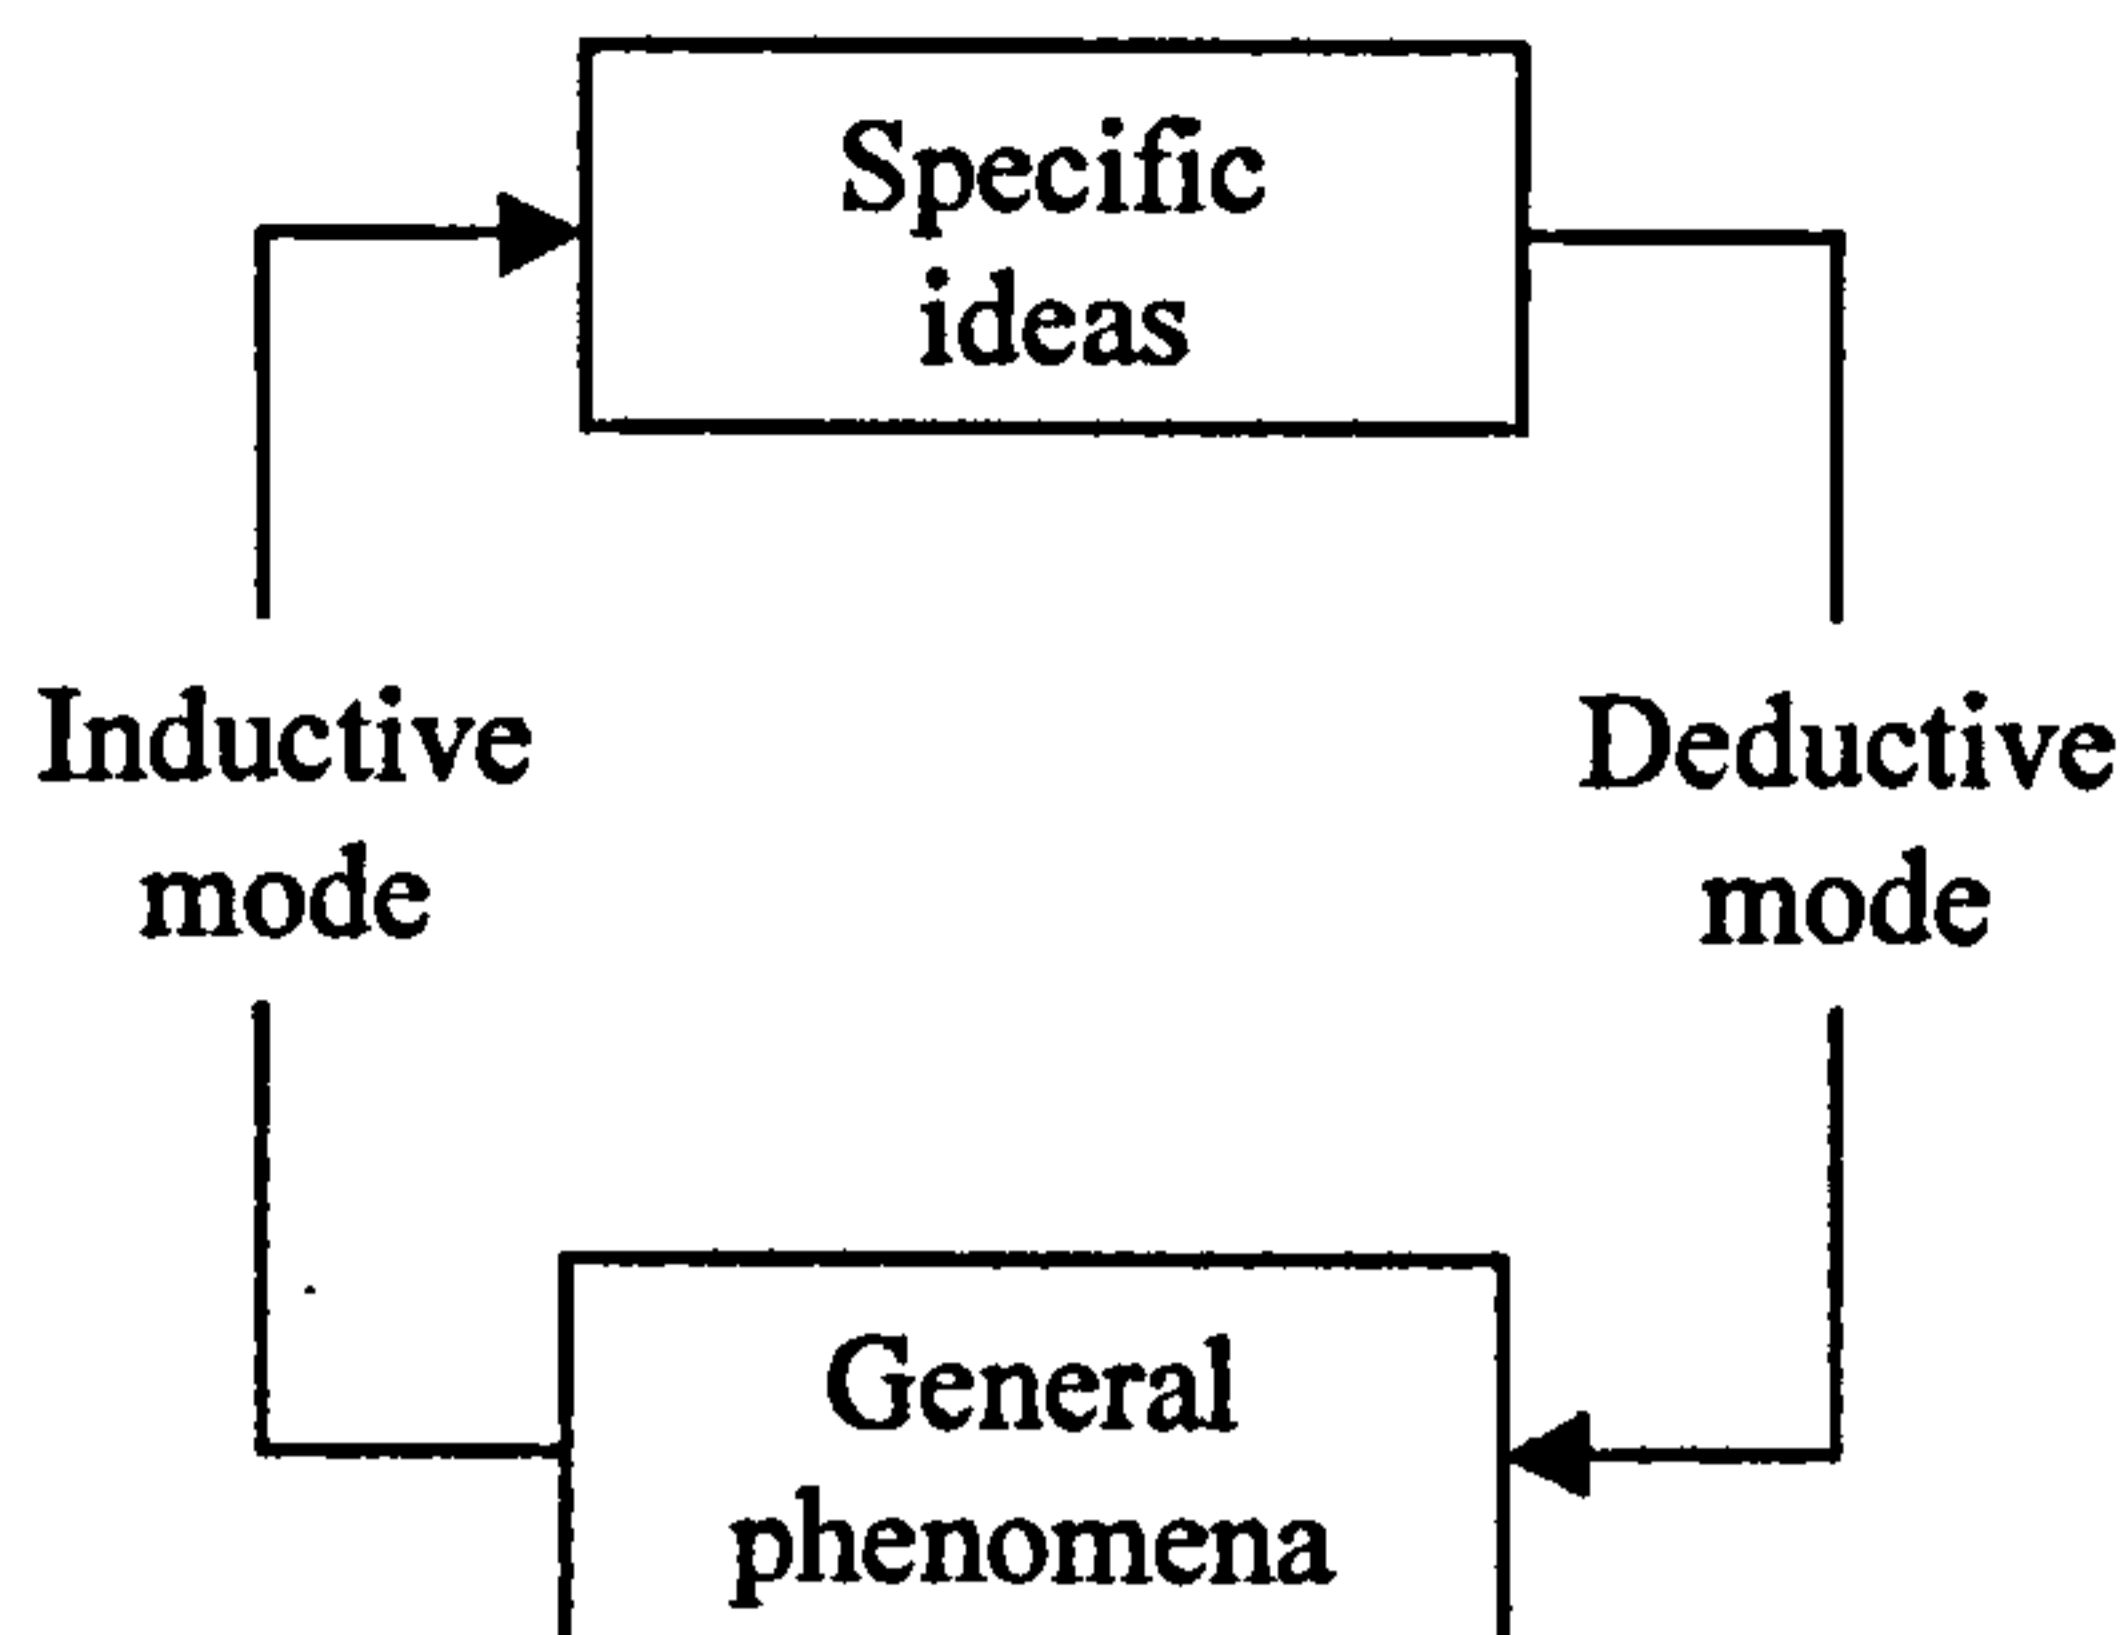 Specific
ideas
Inductive
mode
Deductive
mode
General
phenomena